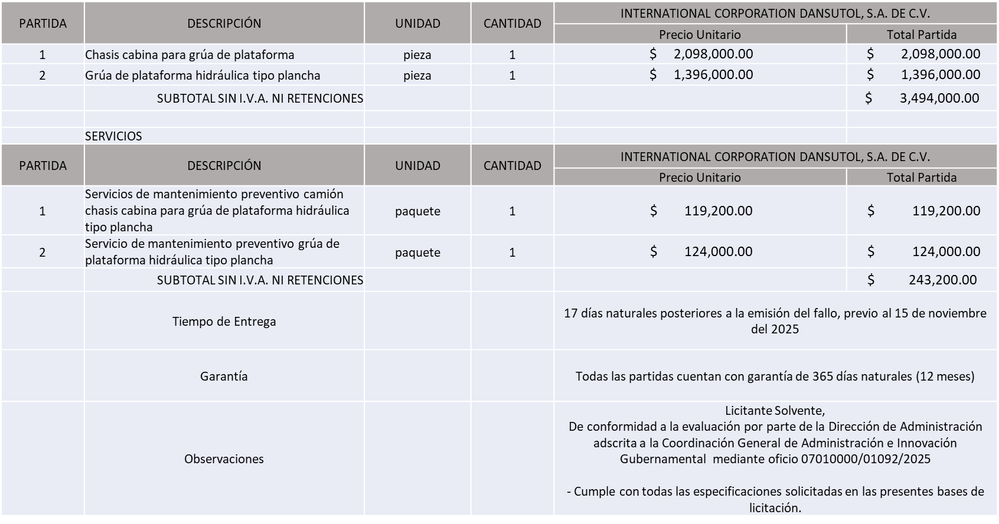 PARTIDA DESCRIPCIÓN UNIDAD CANTIDAD INTERNATIONAL CORPORATION DANSUTOL, S.A. DE C.V.
Precio Unitario Total Partida
1 Chasis cabina para grúa de plataforma pieza 1 $ 2,098,000.00 $ 2,098,000.00
2 Grúa de plataforma hidráulica tipo plancha pieza 1 $ 1,396,000.00 $ 1,396,000.00
SUBTOTAL SIN I.V.A. NI RETENCIONES $ 3,494,000.00
SERVICIOS
PARTIDA DESCRIPCIÓN UNIDAD CANTIDAD INTERNATIONAL CORPORATION DANSUTOL, S.A. DE C.V.
Precio Unitario Total Partida
Servicios de mantenimiento preventivo camión
1 chasis cabina para grúa de plataforma hidráulica paquete 1 $ 119,200.00 $ 119,200.00
tipo plancha
2 Servicio de mantenimiento preventivo grúa de paquete 1 $ 124,000.00 $ 124,000.00
plataforma hidráulica tipo plancha
SUBTOTAL SIN I.V.A. NI RETENCIONES $ 243,200.00
Tiempo de Entrega 17 días naturales posteriores a la emisión del fallo, previo al 15 de noviembre
del 2025
Garantía Todas las partidas cuentan con garantía de 365 días naturales (12 meses)
Observaciones Licitante Solvente,
De conformidad a la evaluación por parte de la Dirección de Administración
adscrita a la Coordinación General de Administración e Innovación
Gubernamental mediante oficio 07010000/01092/2025
- Cumple con todas las especificaciones solicitadas en las presentes bases de
licitación.